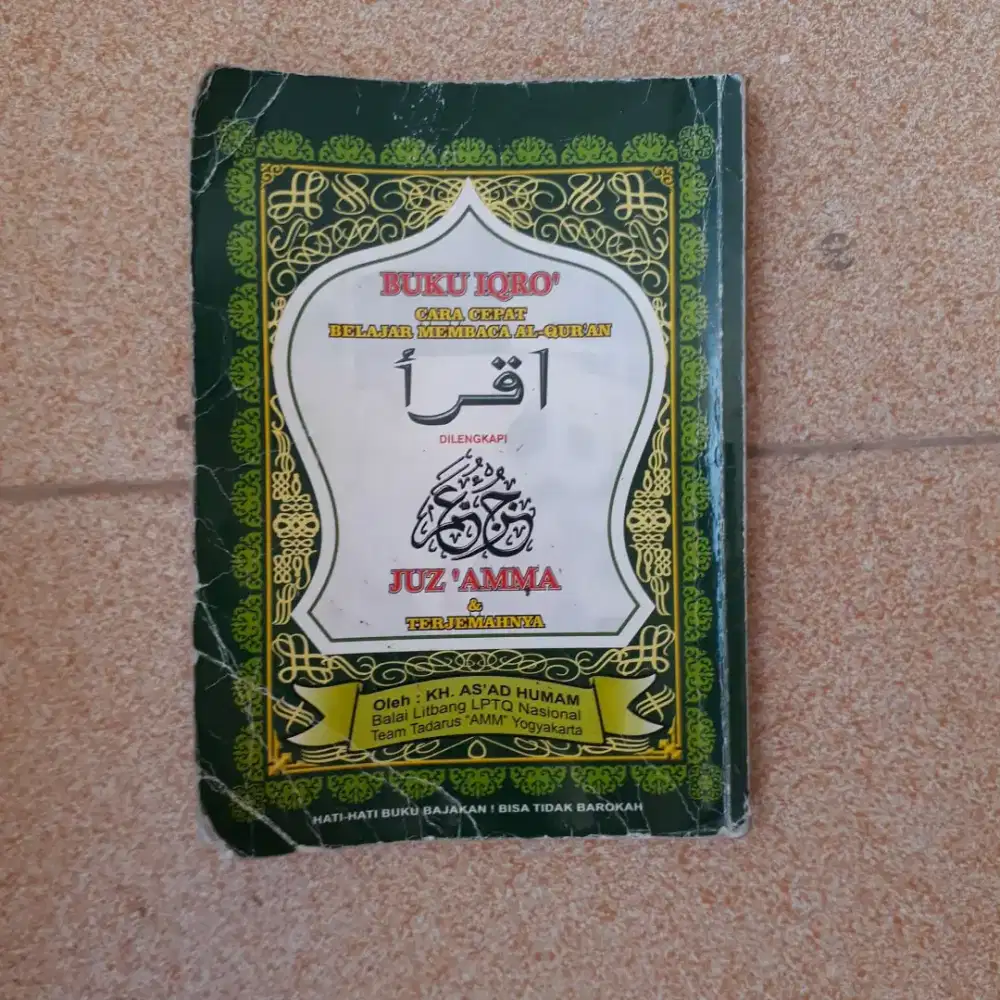 BUKU IQRO'
CARA CEPAT
BELAJAR MEMBACA AL-QUR'AN
اقرأ
DILENGKAPI
جزء عم
JUZ 'AMMA
&
TERJEMAHNYA
Oleh : KH. AS'AD HUMAM
Balai Litbang LPTQ Nasional
Team Tadarus "AMM" Yogyakarta
HATI-HATI BUKU BAJAKAN ! BISA TIDAK BAROKAH